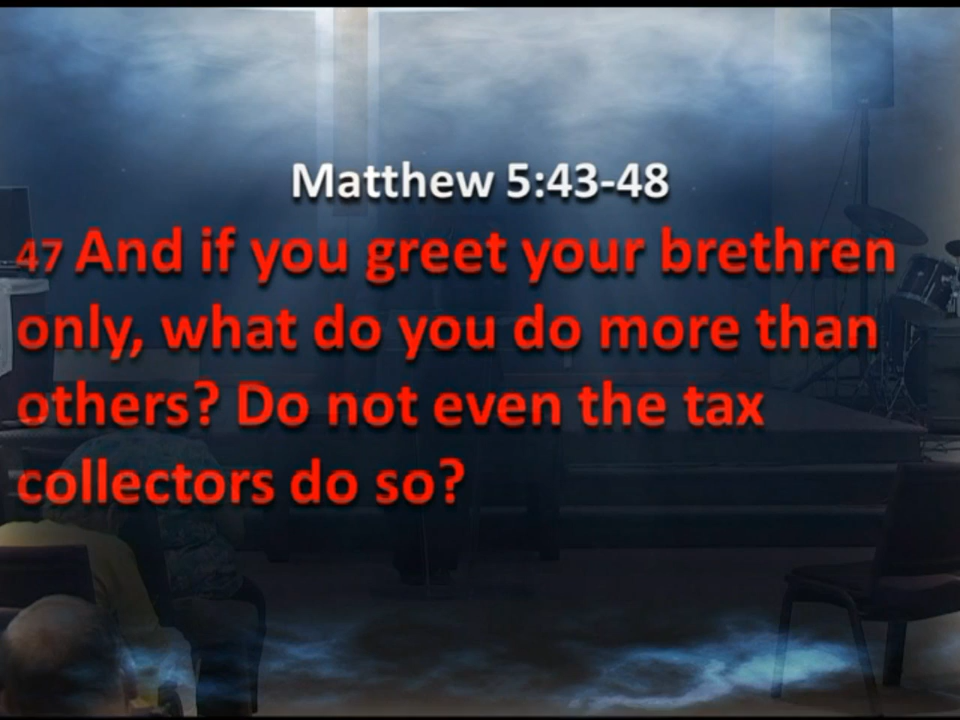 Matthew 5:43-48
47 And if you greet your brethren
only, what do you do more than
others? Do not even the tax
collectors do so?